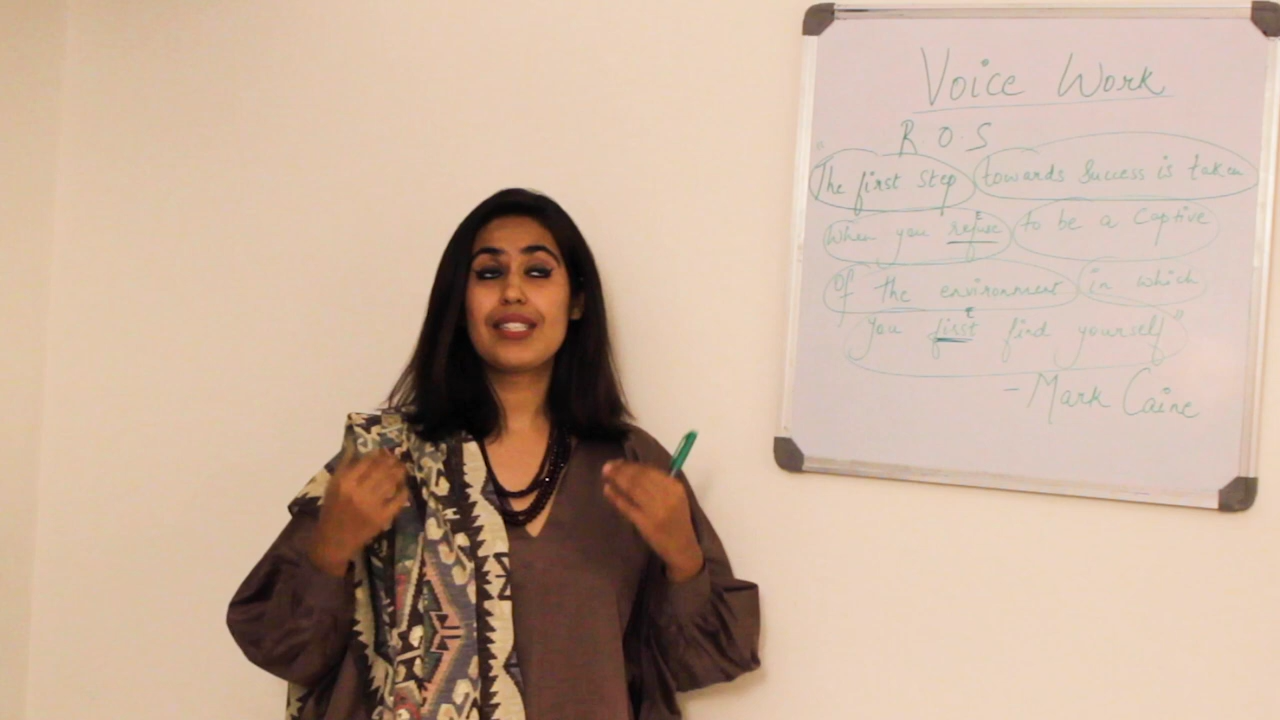 Voice Work
R O.S
"The first step towards Success is taken
When you refuse to be a Captive
Of the environment in which
you first find yourself"
- Mark Caine